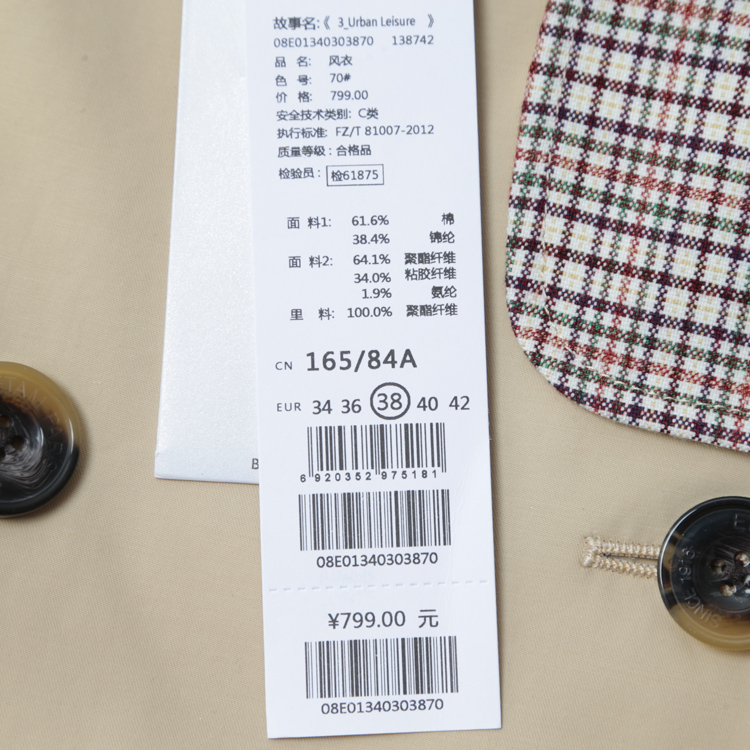 故事名:《 3_Urban Leisure 》
08E01340303870 138742
品 名: 风衣
色 号: 70#
价 格: 799.00
安全技术类别: C类
执行标准: FZ/T 81007-2012
质量等级: 合格品
检验员: 检61875
面 料1: 61.6% 棉
38.4% 锦纶
面 料2: 64.1% 聚酯纤维
34.0% 粘胶纤维
1.9% 氨纶
里 料: 100.0% 聚酯纤维
CN 165/84A
EUR 34 36 38 40 42
6920352975181
08E01340303870
¥799.00 元
08E01340303870
B
SINCE 1918